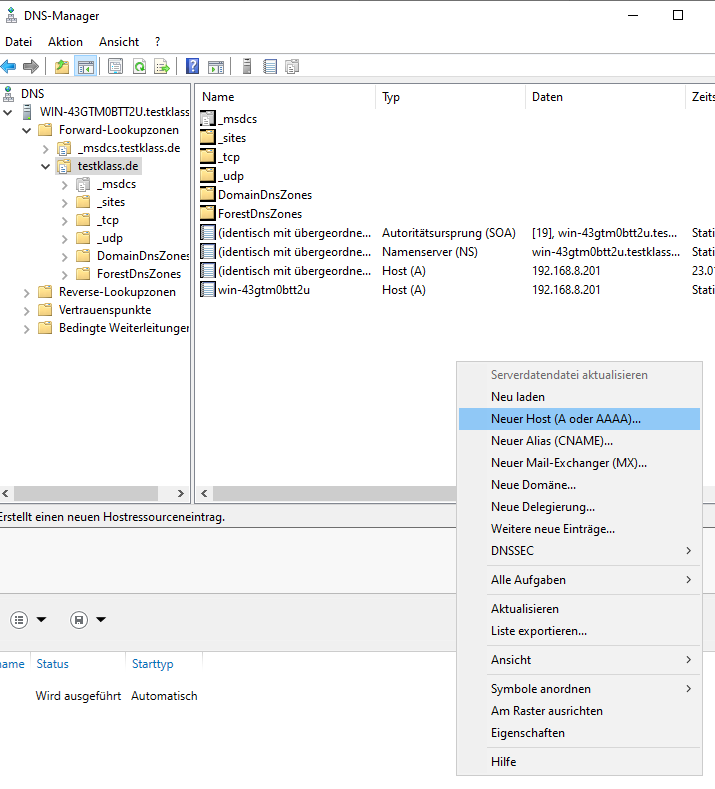 DNS-Manager
Datei Aktion Ansicht ?
DNS
WIN-43GTM0BTT2U.testklass
Forward-Lookupzonen
_msdcs.testklass.de
testklass.de
_msdcs
_sites
_tcp
_udp
DomainDnsZones
ForestDnsZones
Reverse-Lookupzonen
Vertrauenspunkte
Bedingte Weiterleitunger
Name Typ Daten Zeits
_msdcs
_sites
_tcp
_udp
DomainDnsZones
ForestDnsZones
(identisch mit übergeordne... Autoritätsursprung (SOA) [19], win-43gtm0btt2u.tes... Stati
(identisch mit übergeordne... Namenserver (NS) win-43gtm0btt2u.testklass... Stati
(identisch mit übergeordne... Host (A) 192.168.8.201 23.01
win-43gtm0btt2u Host (A) 192.168.8.201 Stati
Serverdatendatei aktualisieren
Neu laden
Neuer Host (A oder AAAA)...
Neuer Alias (CNAME)...
Neuer Mail-Exchanger (MX)...
Neue Domäne...
Neue Delegierung...
Weitere neue Einträge...
DNSSEC
Alle Aufgaben
Aktualisieren
Liste exportieren...
Ansicht
Symbole anordnen
Am Raster ausrichten
Eigenschaften
Hilfe
Erstellt einen neuen Hostressourceneintrag.
name Status Starttyp
Wird ausgeführt Automatisch